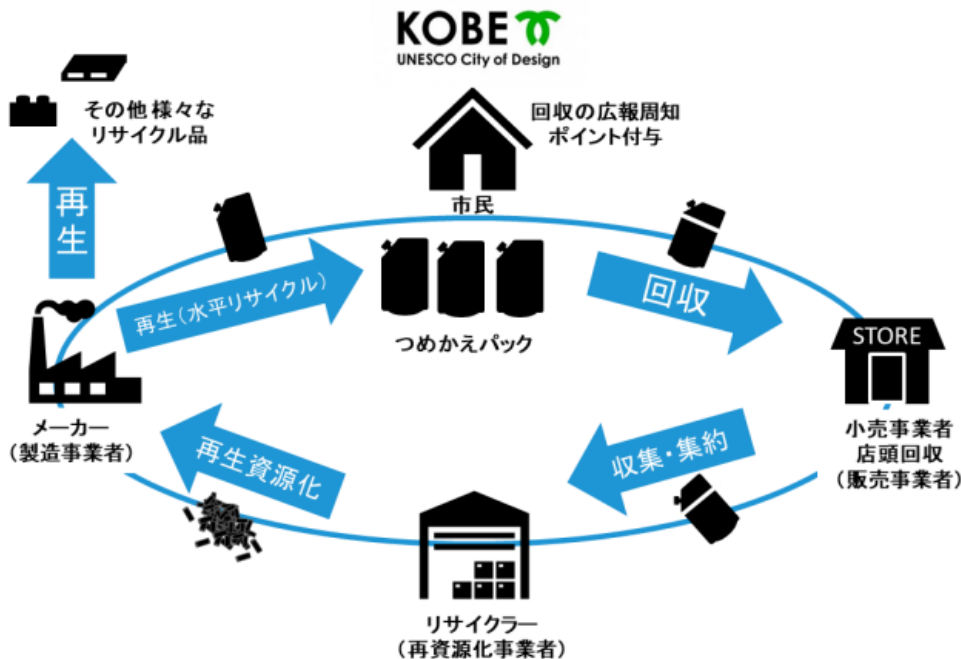 KOBE
UNESCO City of Design
その他様々な
リサイクル品
回収の広報周知
ポイント付与
再生
市民
再生(水平リサイクル)
回収
つめかえパック
STORE
メーカー
(製造事業者)
小売事業者
店頭回収
(販売事業者)
再生資源化
収集・集約
リサイクラー
(再資源化事業者)